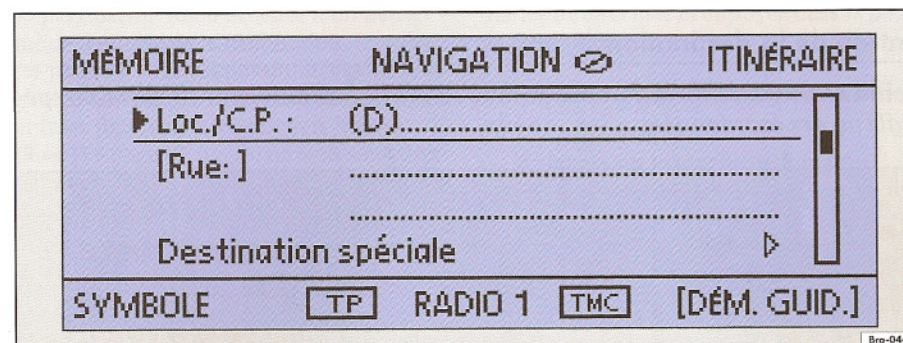 MÉMOIRE NAVIGATION ITINÉRAIRE
Loc./C.P. : (D)..........
[Rue: ] ..........
..........
Destination spéciale
SYMBOLE TP RADIO 1 TMC [DÉM. GUID.]